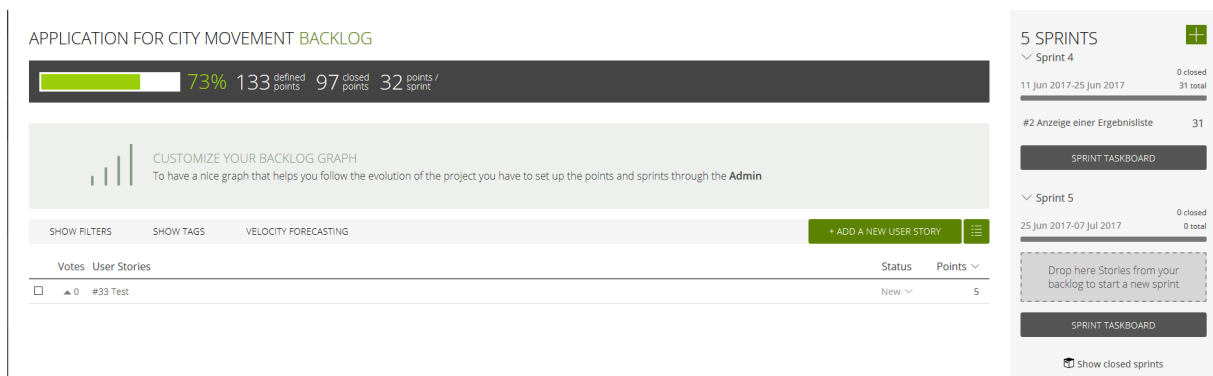 APPLICATION FOR CITY MOVEMENT BACKLOG
73% 133 defined points 97 closed points 32 points / sprint
CUSTOMIZE YOUR BACKLOG GRAPH
To have a nice graph that helps you follow the evolution of the project you have to set up the points and sprints through the Admin
SHOW FILTERS SHOW TAGS VELOCITY FORECASTING + ADD A NEW USER STORY
Votes User Stories Status Points
0 #33 Test New 5
5 SPRINTS
Sprint 4
0 closed
11 Jun 2017-25 Jun 2017 31 total
#2 Anzeige einer Ergebnisliste 31
SPRINT TASKBOARD
Sprint 5
0 closed
25 Jun 2017-07 Jul 2017 0 total
Drop here Stories from your
backlog to start a new sprint
SPRINT TASKBOARD
Show closed sprints